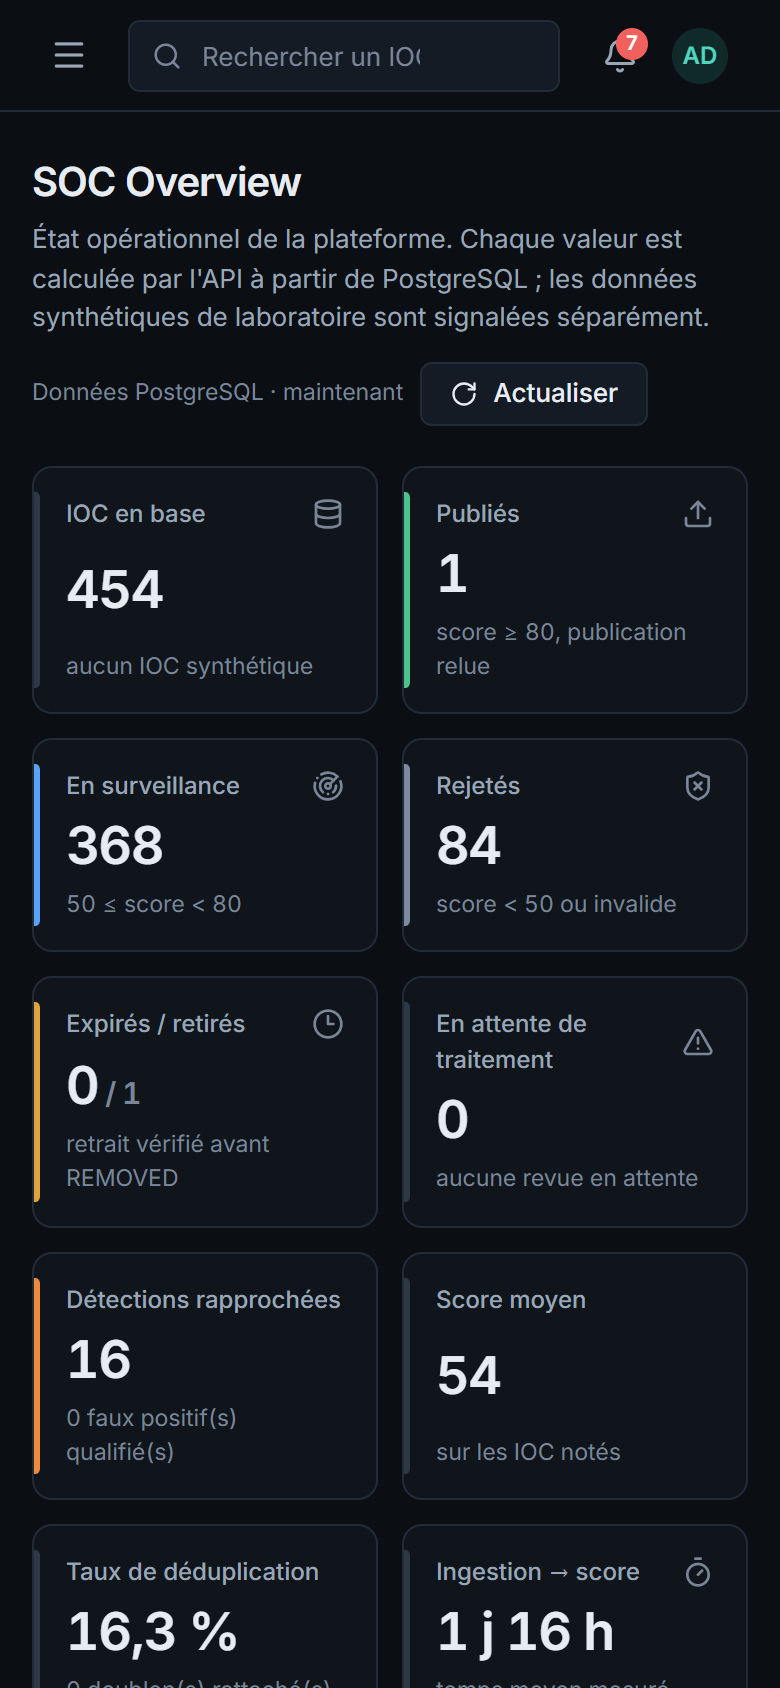 Rechercher un IO
7
AD
SOC Overview
État opérationnel de la plateforme. Chaque valeur est
calculée par l'API à partir de PostgreSQL ; les données
synthétiques de laboratoire sont signalées séparément.
Données PostgreSQL · maintenant
Actualiser
IOC en base
454
aucun IOC synthétique
Publiés
1
score ≥ 80, publication
relue
En surveillance
368
50 ≤ score < 80
Rejetés
84
score < 50 ou invalide
Expirés / retirés
0 / 1
retrait vérifié avant
REMOVED
En attente de
traitement
0
aucune revue en attente
Détections rapprochées
16
0 faux positif(s)
qualifié(s)
Score moyen
54
sur les IOC notés
Taux de déduplication
16,3 %
Ingestion → score
1 j 16 h